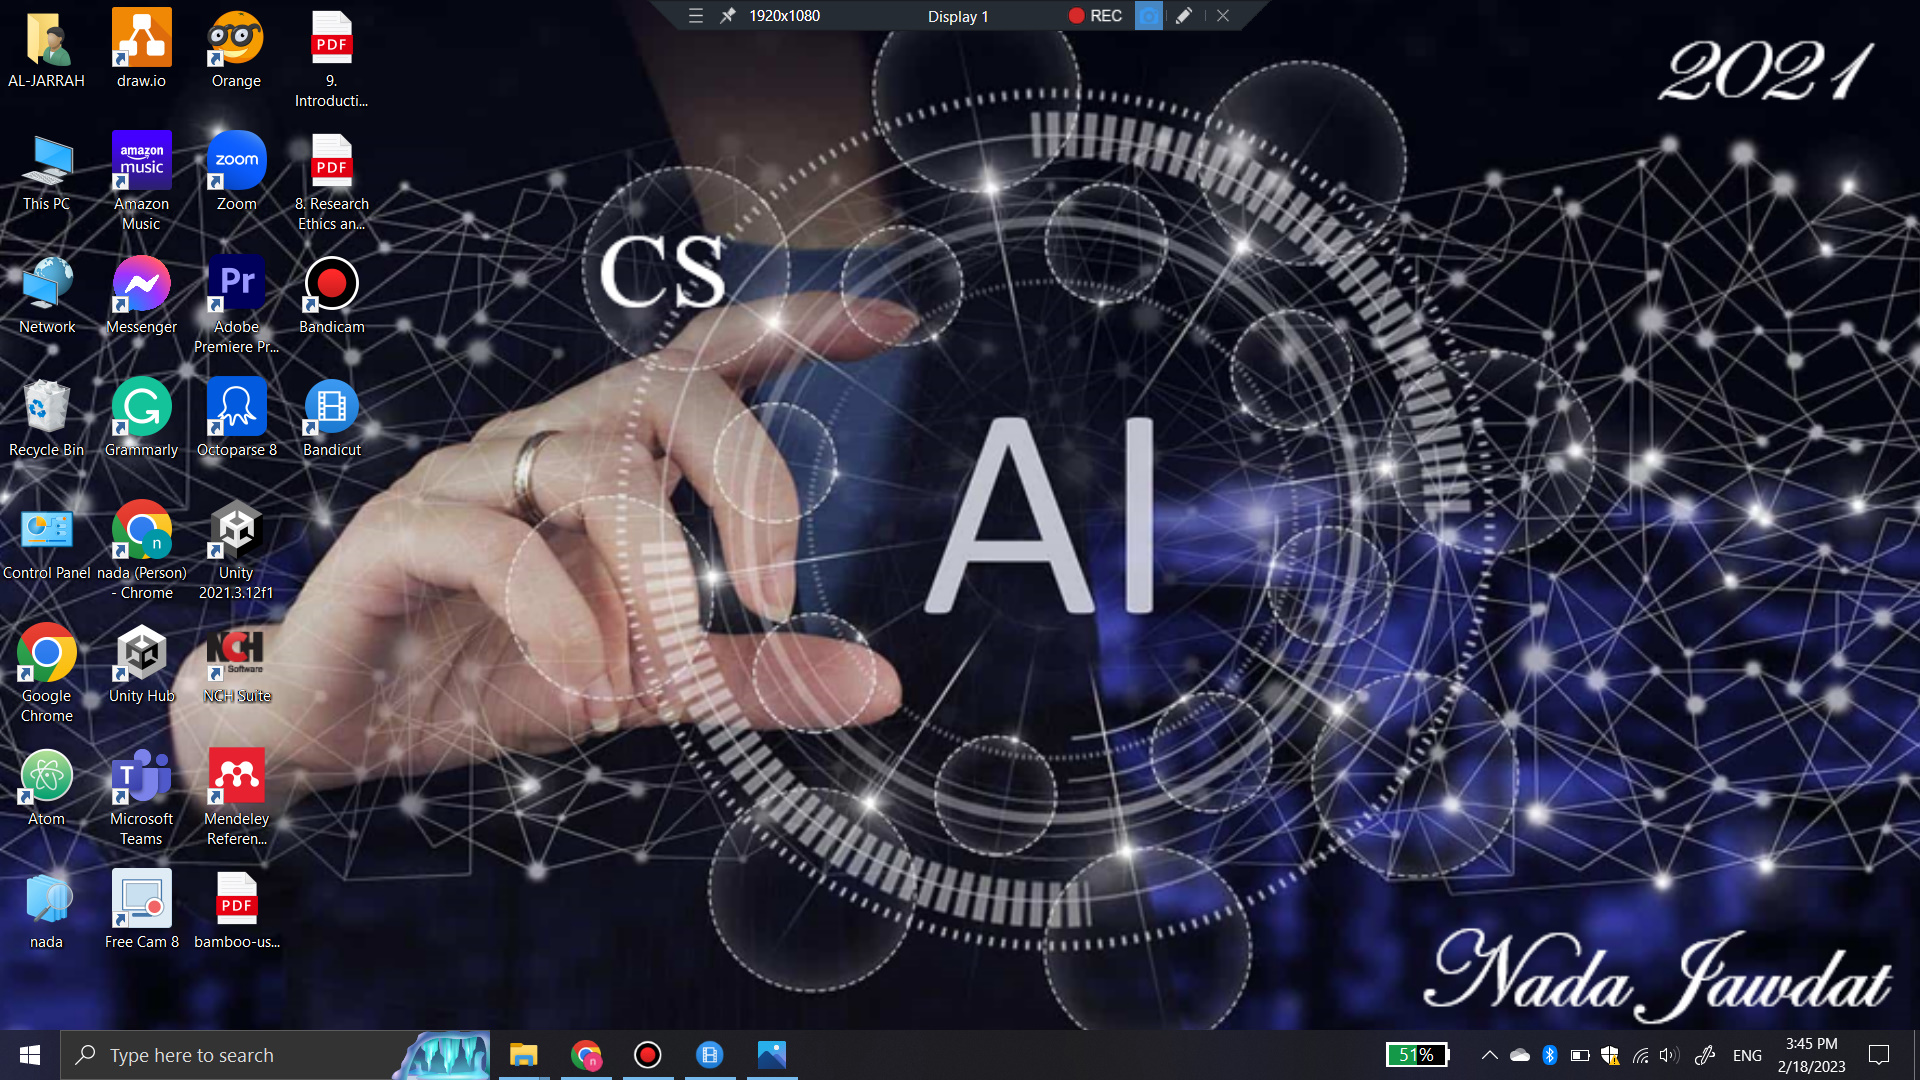 1920x1080
Display 1
REC
2021
AL-JARRAH
draw.io
Orange
PDF
9.
Introducti...
This PC
amazon
music
Amazon
Music
zoom
Zoom
PDF
8. Research
Ethics an...
Network
Messenger
Pr
Adobe
Premiere Pr...
Bandicam
Recycle Bin
G
Grammarly
Octoparse 8
Bandicut
Control Panel
n
nada (Person)
- Chrome
Unity
2021.3.12f1
Google
Chrome
Unity Hub
NCH
Software
NCH Suite
Atom
T
Microsoft
Teams
Mendeley
Referen...
nada
Free Cam 8
PDF
bamboo-us...
CS
AI
Nada Jawdat
Type here to search
n
51%
ENG
3:45 PM
2/18/2023